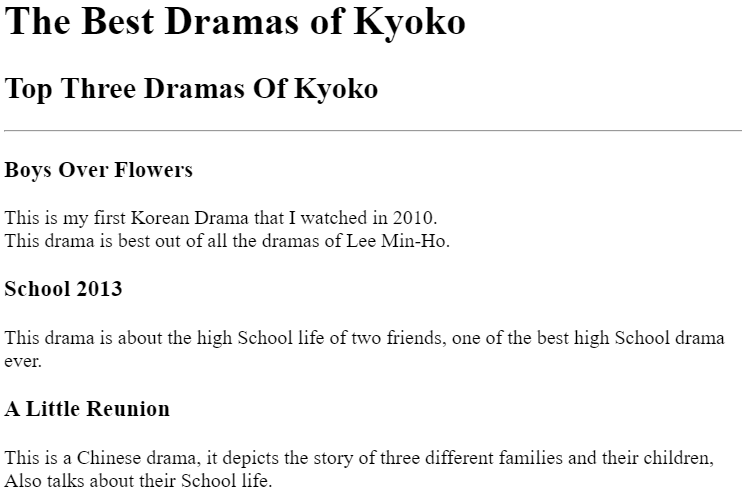 The Best Dramas of Kyoko
Top Three Dramas Of Kyoko
Boys Over Flowers
This is my first Korean Drama that I watched in 2010.
This drama is best out of all the dramas of Lee Min-Ho.
School 2013
This drama is about the high School life of two friends, one of the best high School drama
ever.
A Little Reunion
This is a Chinese drama, it depicts the story of three different families and their children,
Also talks about their School life.